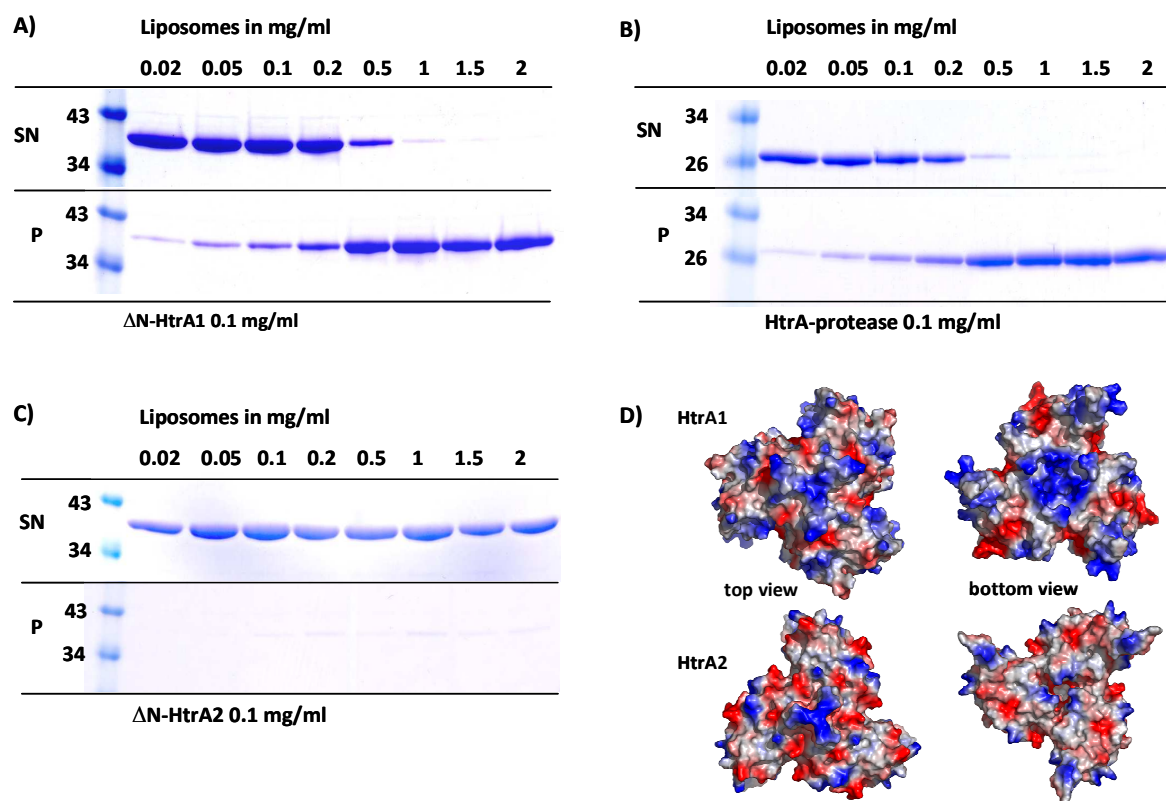 A)
Liposomes in mg/ml
0.02 0.05 0.1 0.2 0.5 1 1.5 2
43
SN
34
43
P
34
ΔN-HtrA1 0.1 mg/ml
B)
Liposomes in mg/ml
0.02 0.05 0.1 0.2 0.5 1 1.5 2
34
SN
26
34
P
26
HtrA-protease 0.1 mg/ml
C)
Liposomes in mg/ml
0.02 0.05 0.1 0.2 0.5 1 1.5 2
43
SN
34
43
P
34
ΔN-HtrA2 0.1 mg/ml
D)
HtrA1
top view bottom view
HtrA2